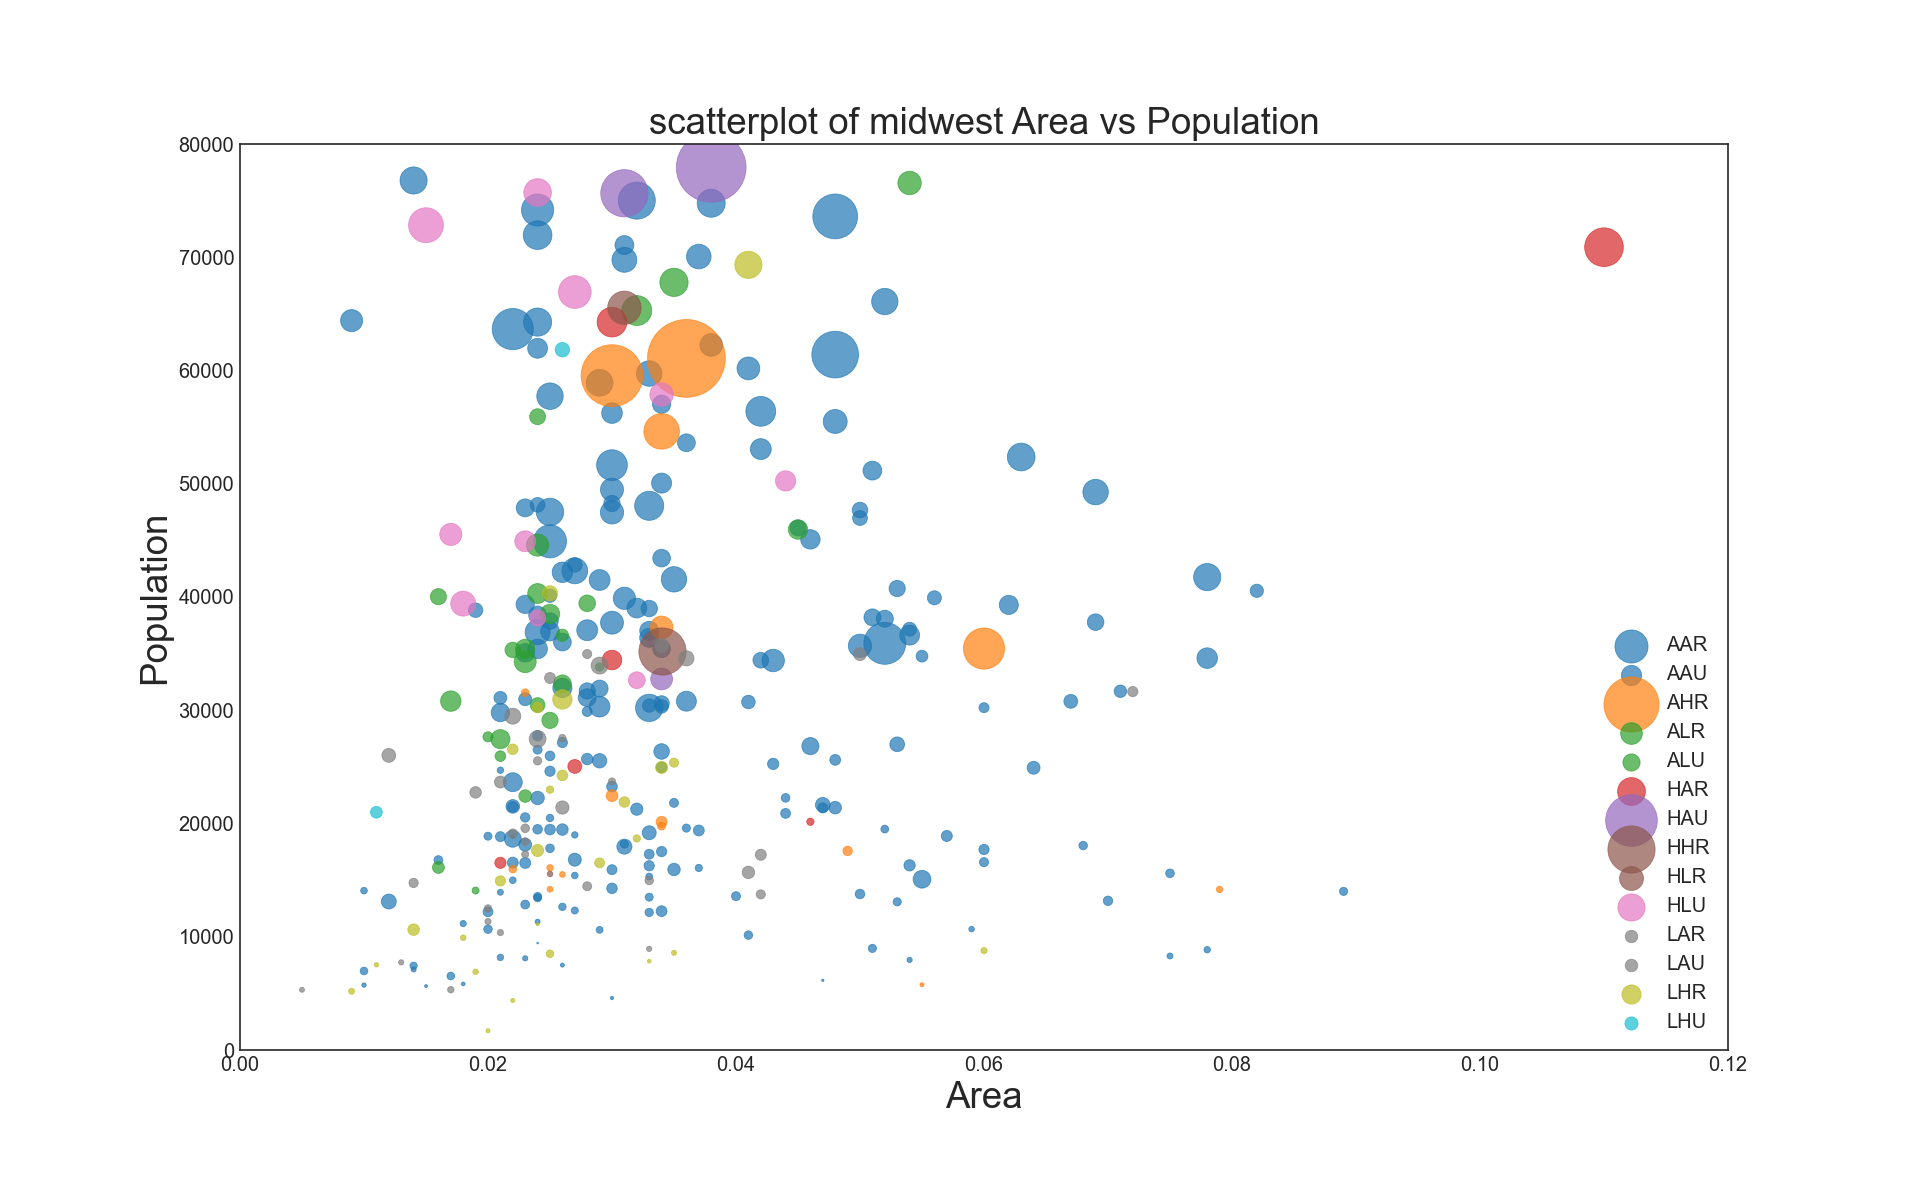 scatterplot of midwest Area vs Population
Population
80000
70000
60000
50000
40000
30000
20000
10000
0
0.00
0.02
0.04
0.06
0.08
0.10
0.12
Area
AAR
AAU
AHR
ALR
ALU
HAR
HAU
HHR
HLR
HLU
LAR
LAU
LHR
LHU